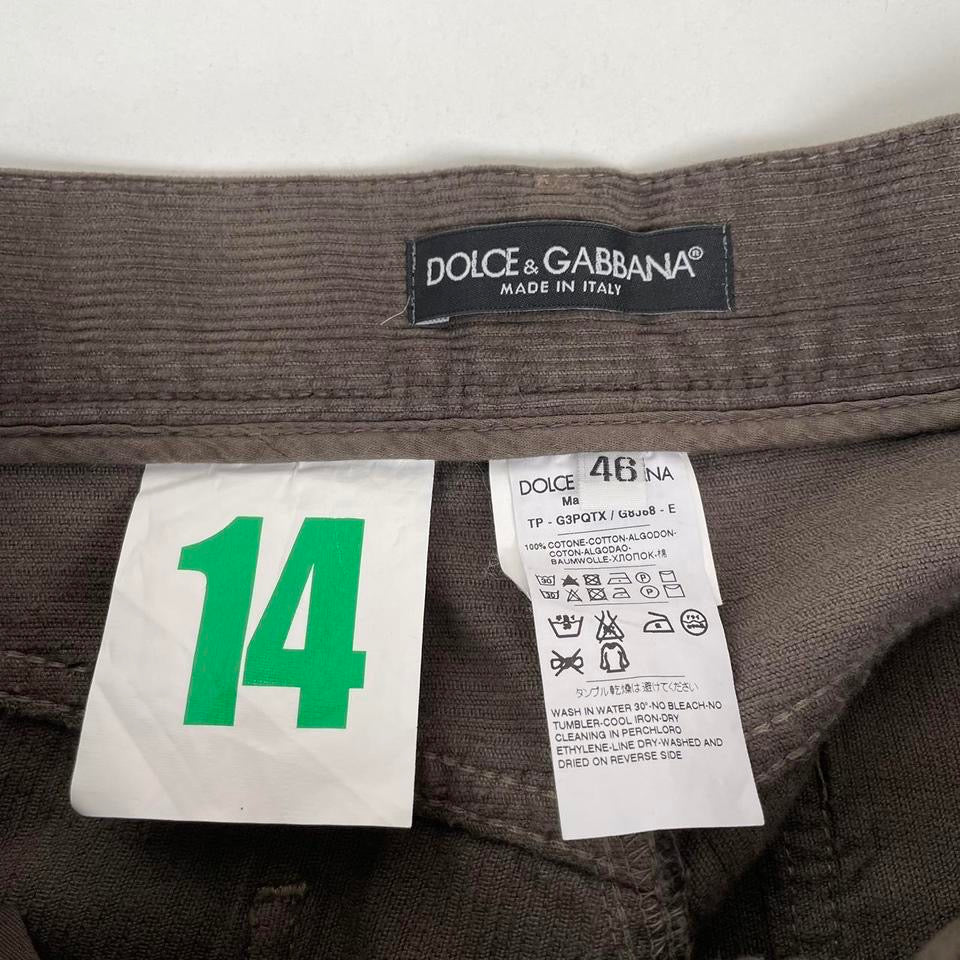 DOLCE & GABBANA®
MADE IN ITALY
14
46
DOLCE NA
Ma
TP - G3PQTX / G8J68 - E
100% COTONE-COTTON-ALGODON-
COTON-ALGODAO-
BAUMWOLLE-ХЛОПОК-棉
タンブル乾燥は避けてください
WASH IN WATER 30°-NO BLEACH-NO
TUMBLER-COOL IRON-DRY
CLEANING IN PERCHLORO
ETHYLENE-LINE DRY-WASHED AND
DRIED ON REVERSE SIDE